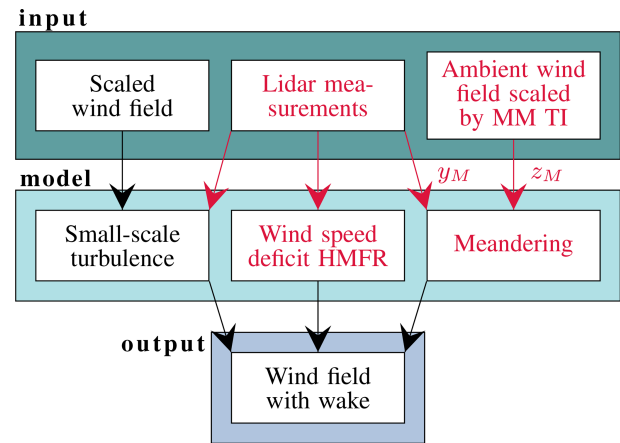 input
Scaled
wind field
Lidar mea-
surements
Ambient wind
field scaled
by MM TI
y_M
z_M
model
Small-scale
turbulence
Wind speed
deficit HMFR
Meandering
output
Wind field
with wake